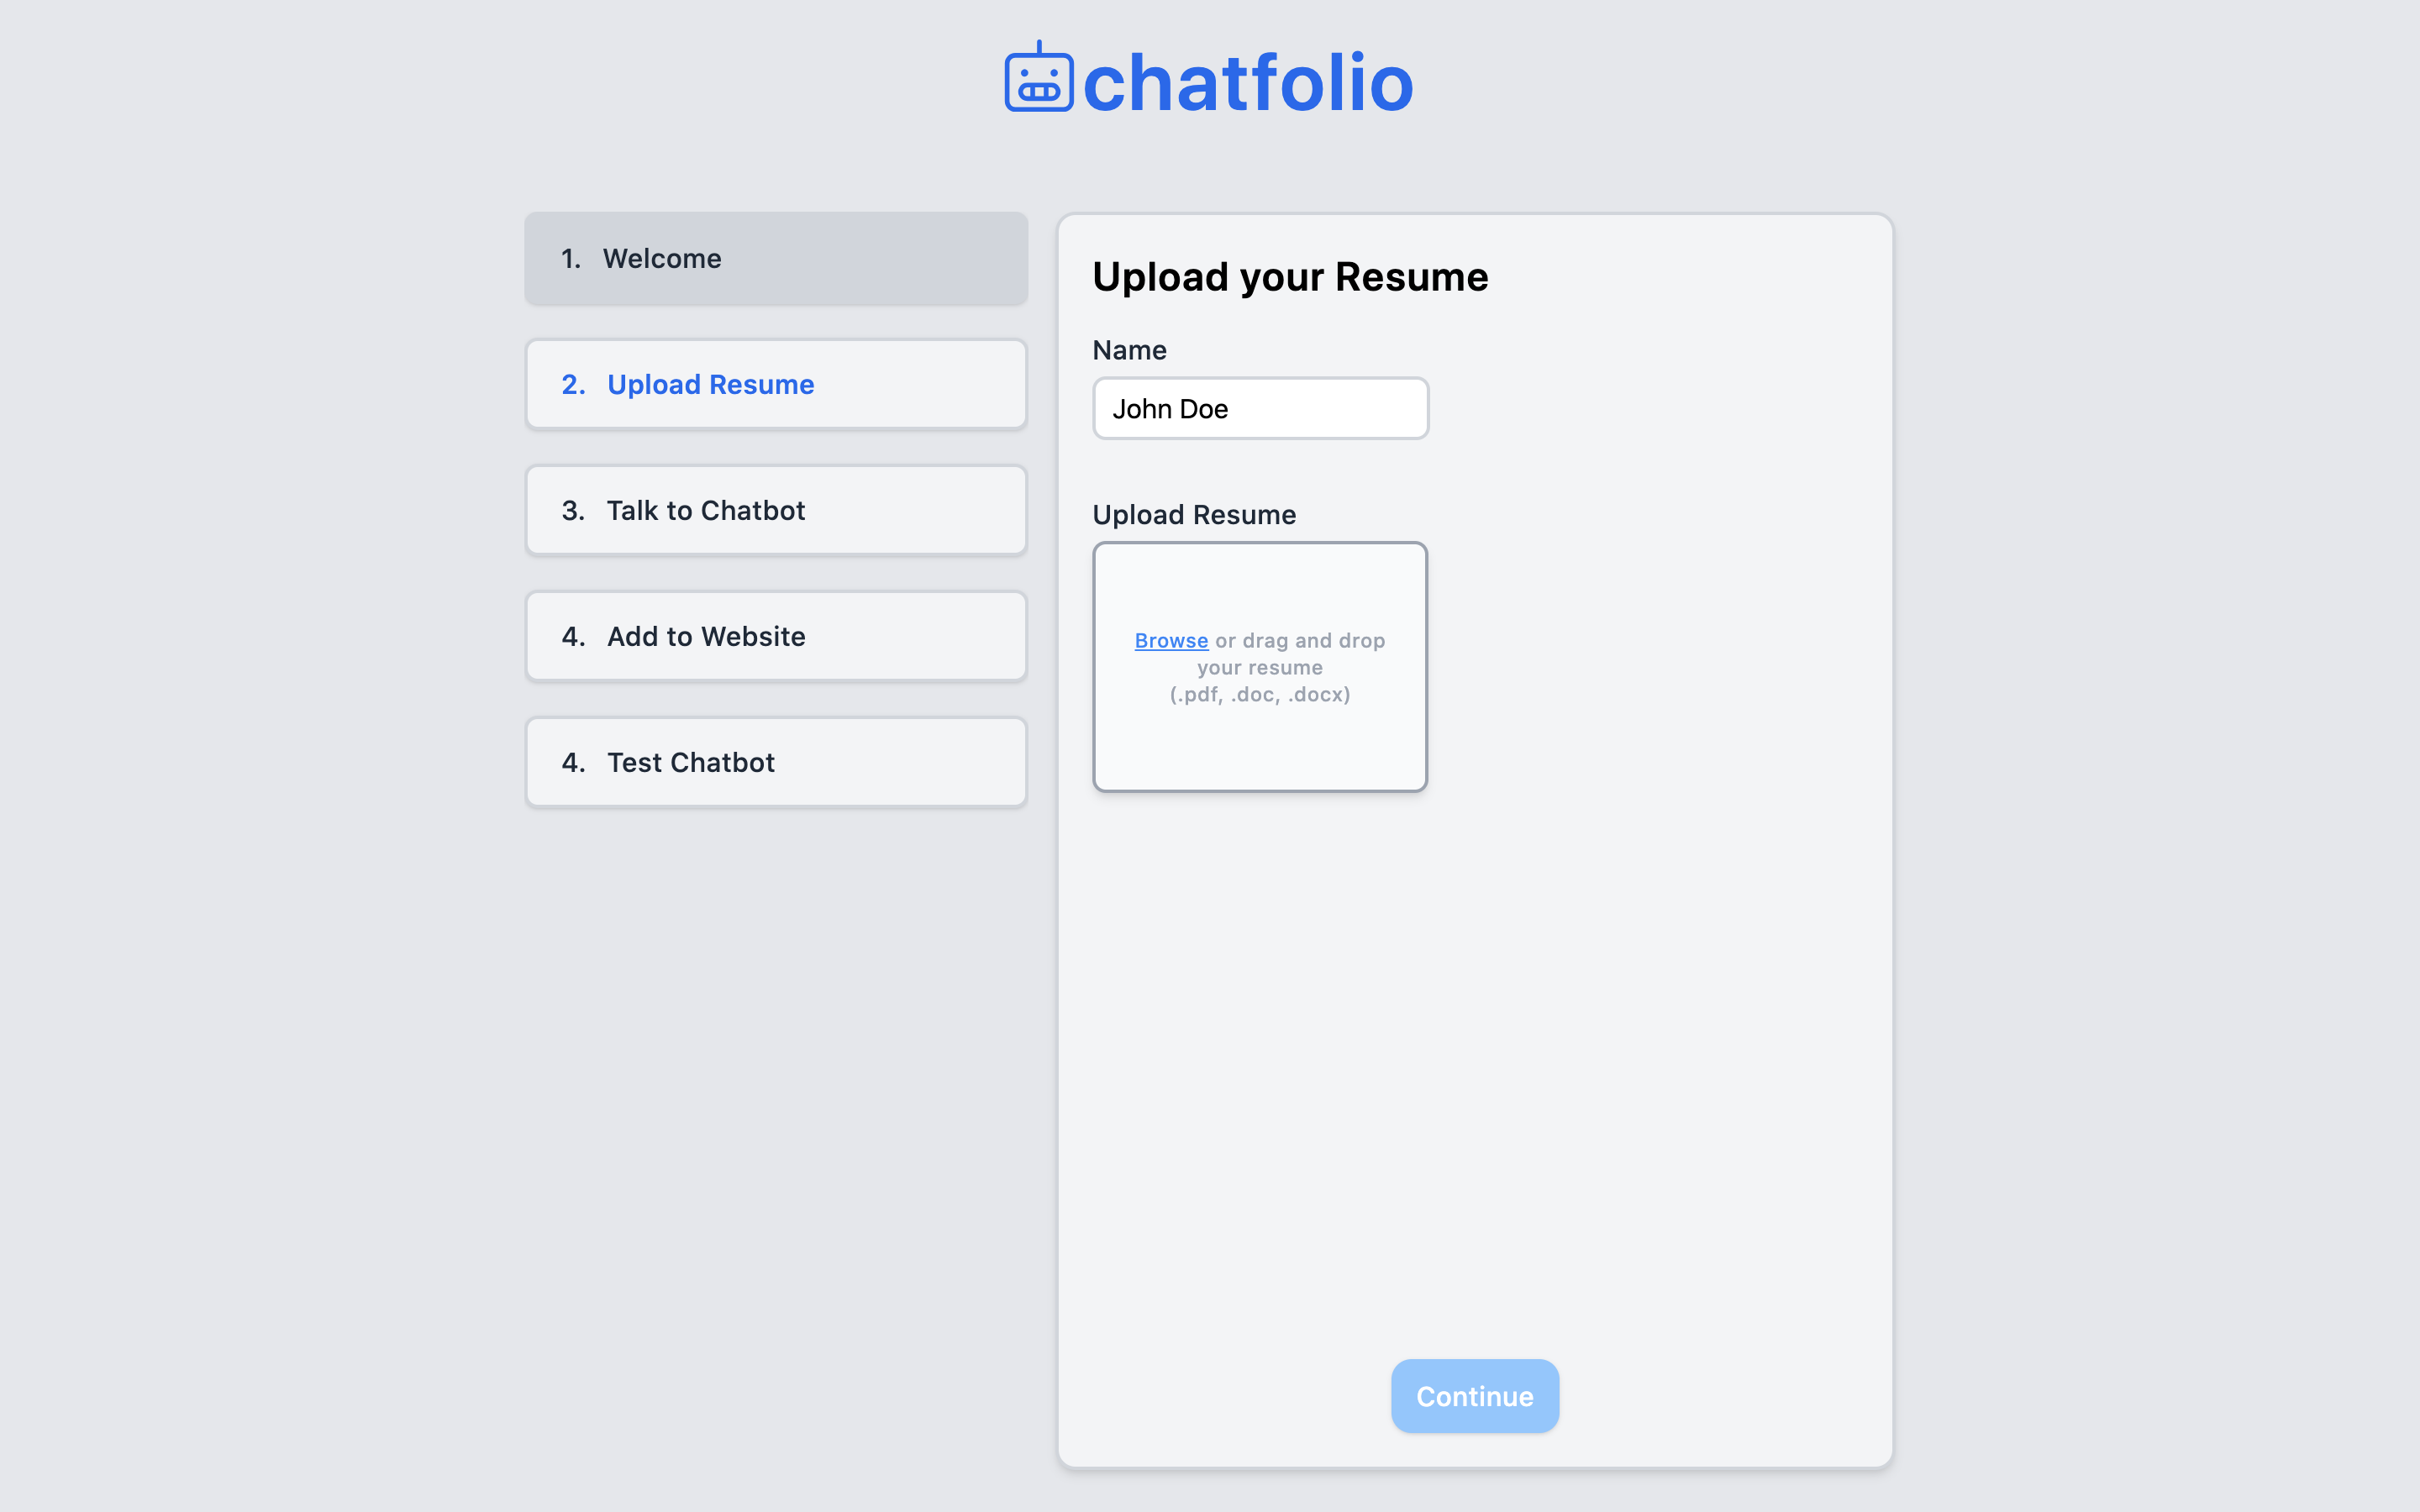 chatfolio
1. Welcome
2. Upload Resume
3. Talk to Chatbot
4. Add to Website
4. Test Chatbot
Upload your Resume
Name
John Doe
Upload Resume
Browse or drag and drop
your resume
(.pdf, .doc, .docx)
Continue